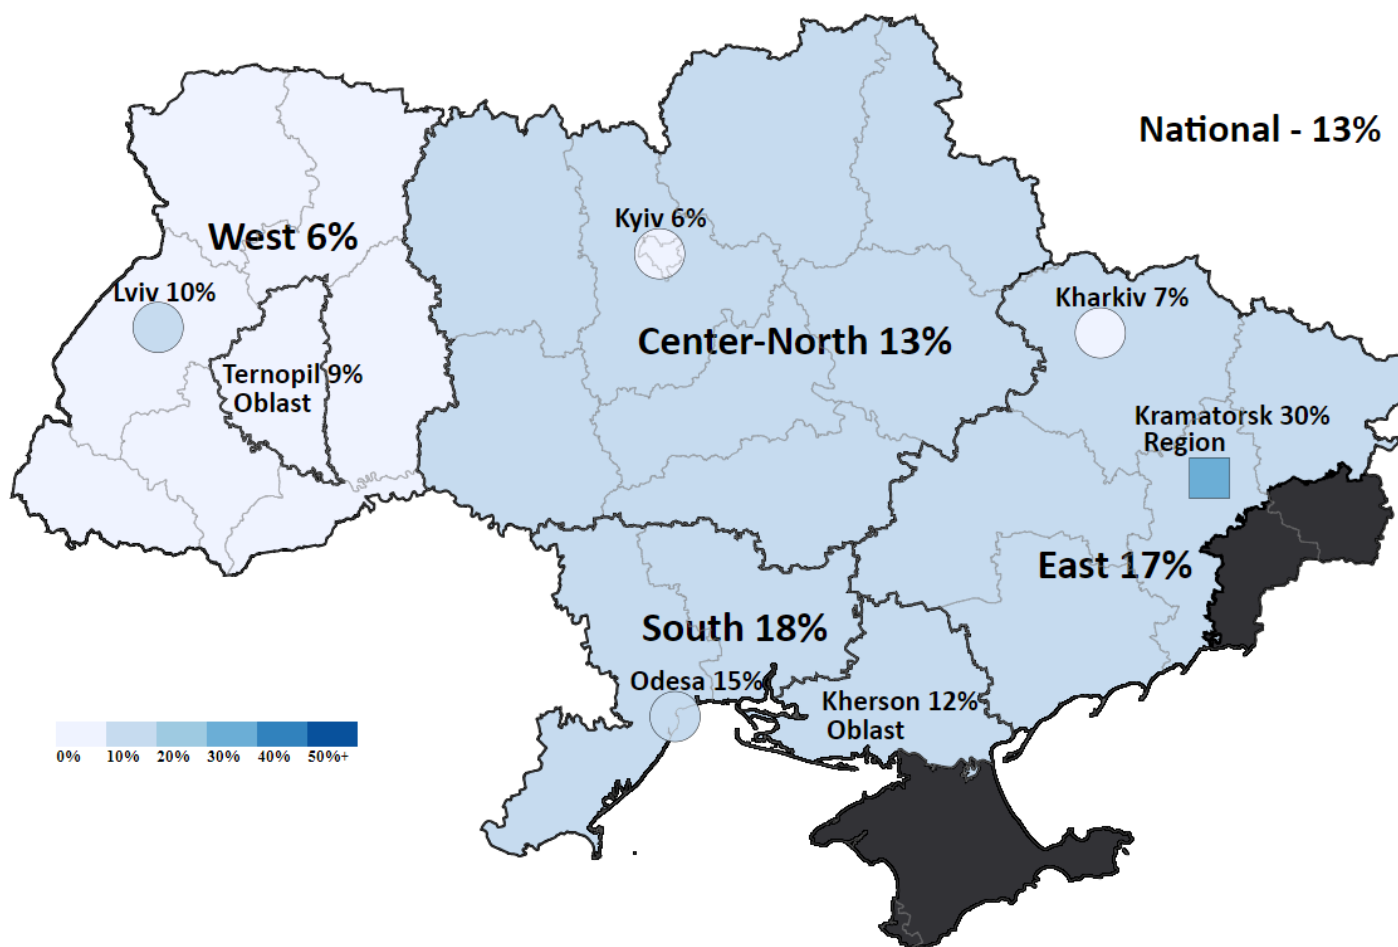 National - 13%
Kyiv 6%
West 6%
Lviv 10%
Kharkiv 7%
Center-North 13%
Ternopil 9%
Oblast
Kramatorsk 30%
Region
East 17%
South 18%
Odesa 15%
Kherson 12%
Oblast
0% 10% 20% 30% 40% 50%+